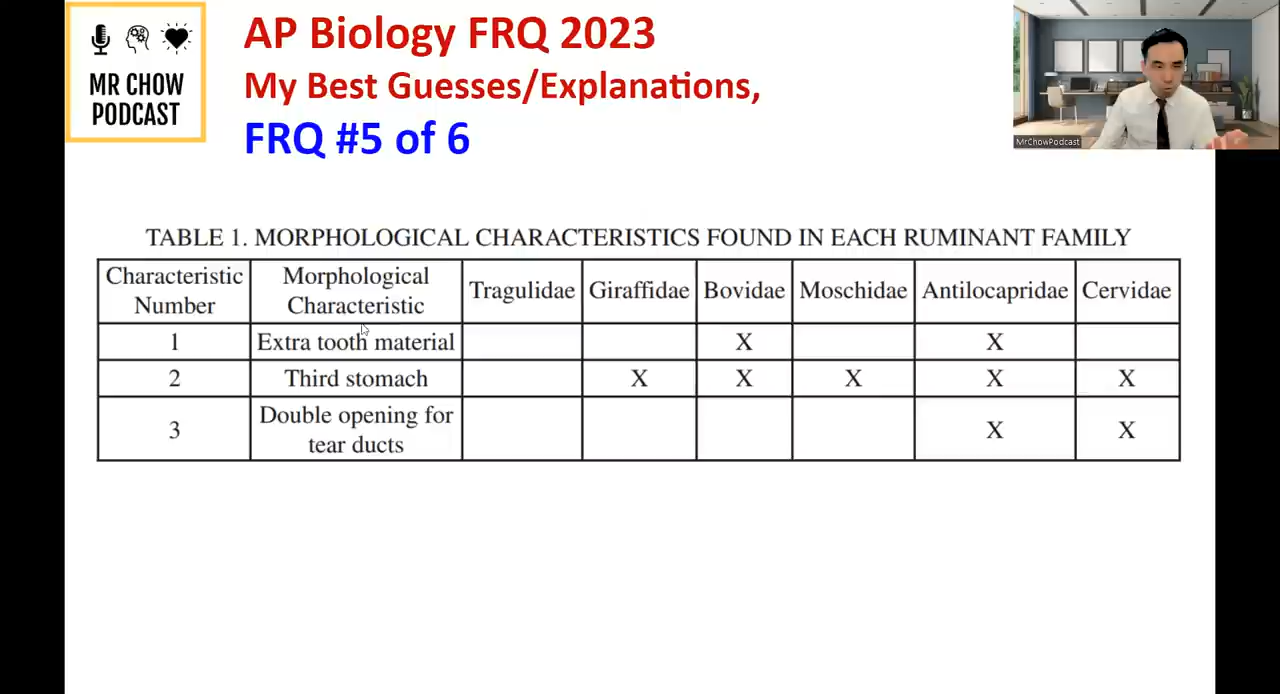 MR CHOW
PODCAST
AP Biology FRQ 2023
My Best Guesses/Explanations,
FRQ #5 of 6
MrChowPodcast
TABLE 1. MORPHOLOGICAL CHARACTERISTICS FOUND IN EACH RUMINANT FAMILY
Characteristic Number Morphological Characteristic Tragulidae Giraffidae Bovidae Moschidae Antilocapridae Cervidae
1 Extra tooth material X X
2 Third stomach X X X X X
3 Double opening for tear ducts X X